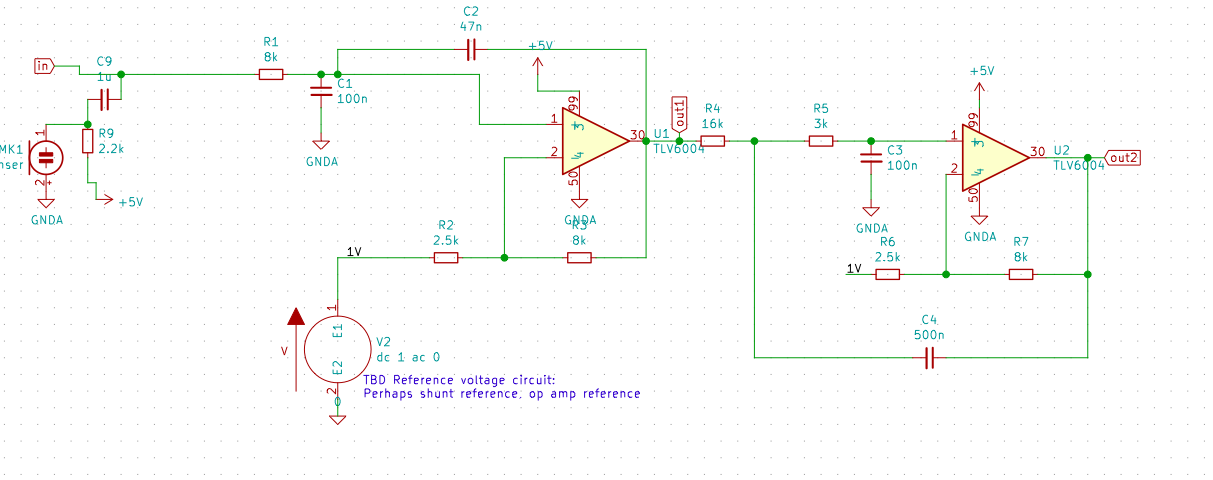 C2
47n
+5V
R1
8k
in
C9
1u
C1
100n
GNDA
99
1
3
2
4
50
30
U1
TLV6004
GNDA
out1
R4
16k
R5
3k
C3
100n
GNDA
+5V
99
1
3
2
4
50
30
U2
TLV6004
GNDA
out2
MK1
nser
1
2
+
GNDA
R9
2.2k
+5V
R2
2.5k
R3
8k
1V
R6
2.5k
1V
R7
8k
C4
500n
1
E1
E2
2
0
V
V2
dc 1 ac 0
TBD Reference voltage circuit:
Perhaps shunt reference, op amp reference